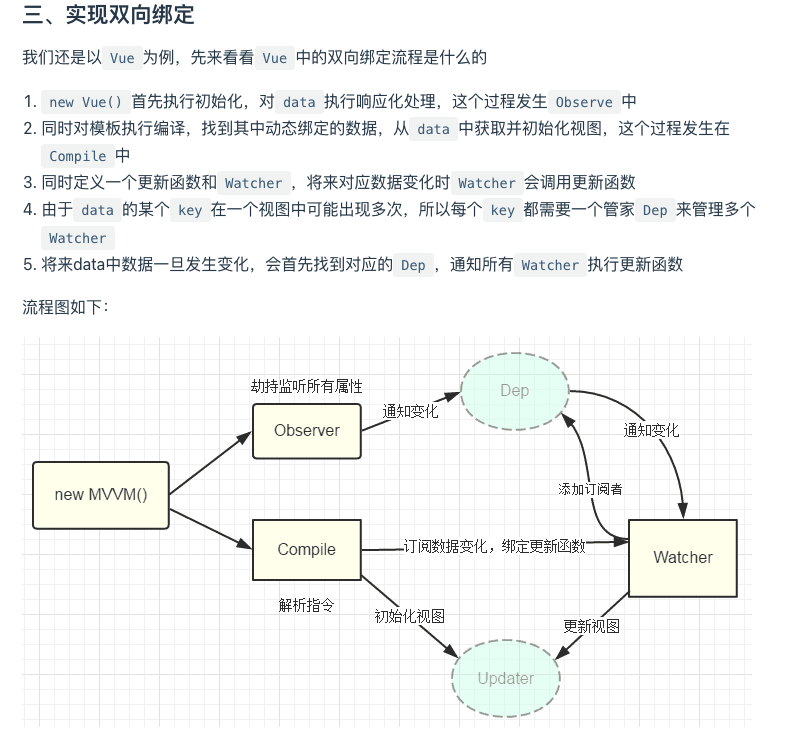 三、实现双向绑定
我们还是以 Vue 为例，先来看看 Vue 中的双向绑定流程是什么的
1. new Vue() 首先执行初始化，对 data 执行响应化处理，这个过程发生 Observe 中
2. 同时对模板执行编译，找到其中动态绑定的数据，从 data 中获取并初始化视图，这个过程发生在
Compile 中
3. 同时定义一个更新函数和 Watcher ，将来对应数据变化时 Watcher 会调用更新函数
4. 由于 data 的某个 key 在一个视图中可能出现多次，所以每个 key 都需要一个管家 Dep 来管理多个
Watcher
5. 将来data中数据一旦发生变化，会首先找到对应的 Dep ，通知所有 Watcher 执行更新函数
流程图如下：
劫持监听所有属性
Dep
通知变化
Observer
通知变化
new MVVM()
添加订阅者
Compile
订阅数据变化，绑定更新函数
Watcher
解析指令
初始化视图
更新视图
Updater